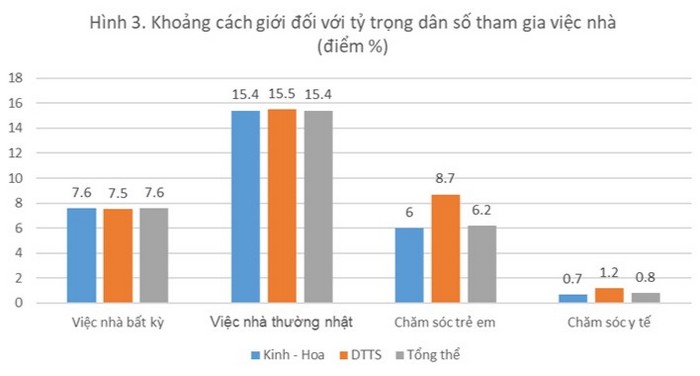 Hình 3. Khoảng cách giới đối với tỷ trọng dân số tham gia việc nhà
(điểm %)
18
16
14
12
10
8
6
4
2
0
7.6 7.5 7.6
15.4 15.5 15.4
6 8.7 6.2
0.7 1.2 0.8
Việc nhà bất kỳ
Việc nhà thường nhật
Chăm sóc trẻ em
Chăm sóc y tế
Kinh - Hoa DTTS Tổng thể